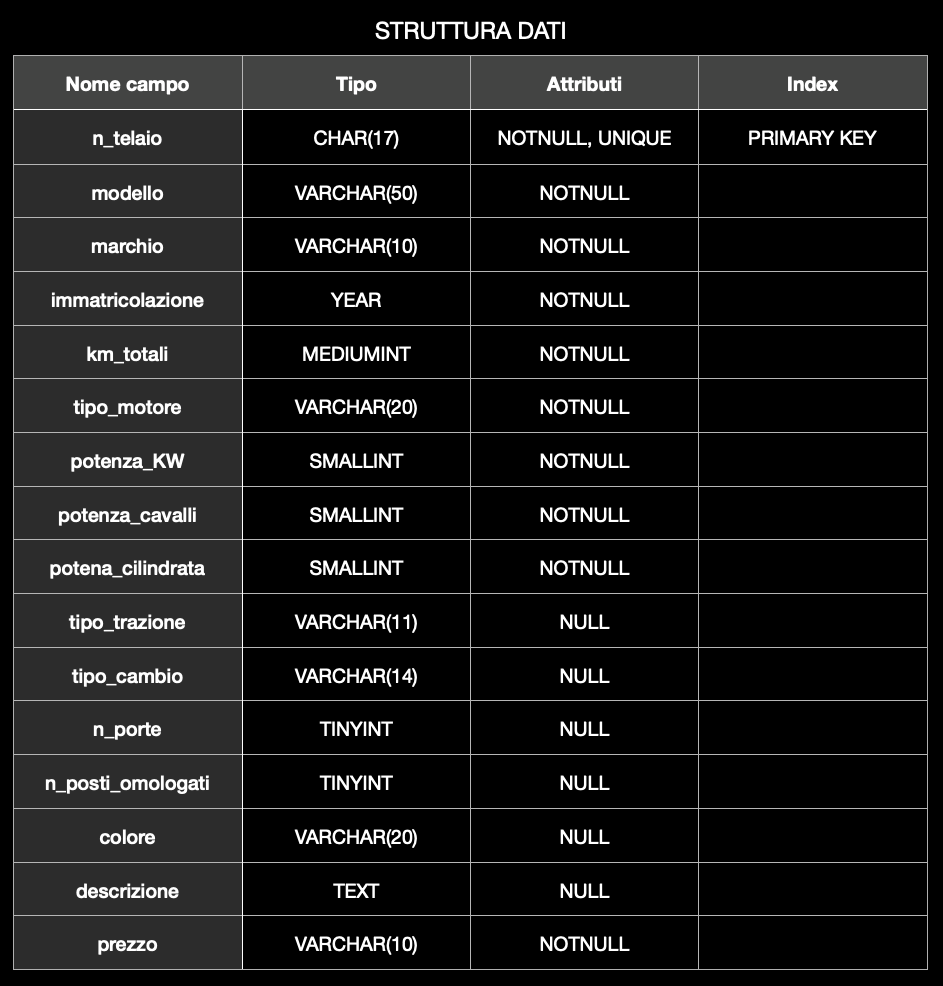 STRUTTURA DATI
Nome campo Tipo Attributi Index
n_telaio CHAR(17) NOTNULL, UNIQUE PRIMARY KEY
modello VARCHAR(50) NOTNULL
marchio VARCHAR(10) NOTNULL
immatricolazione YEAR NOTNULL
km_totali MEDIUMINT NOTNULL
tipo_motore VARCHAR(20) NOTNULL
potenza_KW SMALLINT NOTNULL
potenza_cavalli SMALLINT NOTNULL
potena_cilindrata SMALLINT NOTNULL
tipo_trazione VARCHAR(11) NULL
tipo_cambio VARCHAR(14) NULL
n_porte TINYINT NULL
n_posti_omologati TINYINT NULL
colore VARCHAR(20) NULL
descrizione TEXT NULL
prezzo VARCHAR(10) NOTNULL